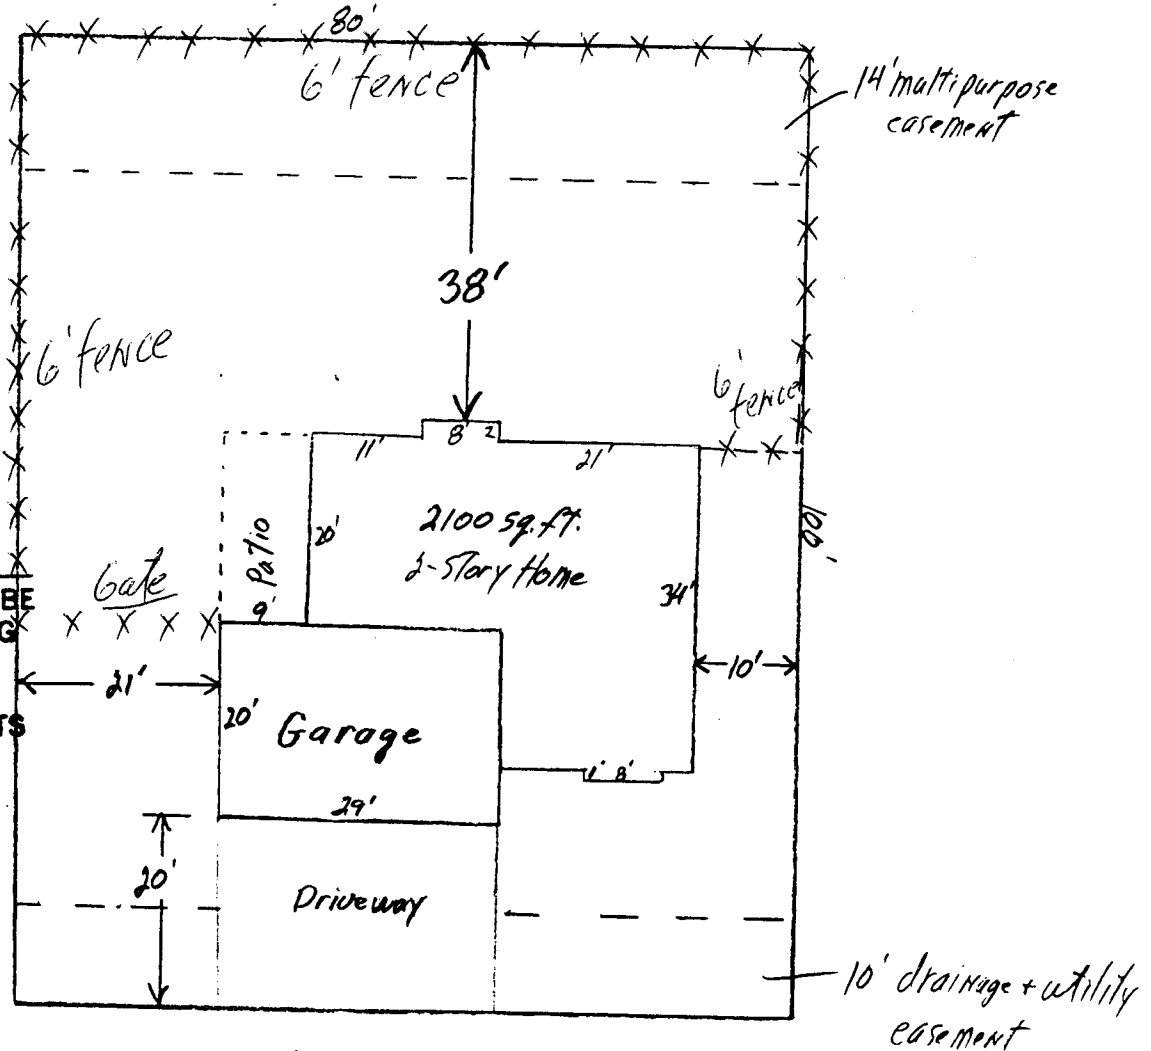 80'
6' fence
14' multipurpose
easement
38'
6' fence
6'
fence
11'
8' 2'
21'
20'
2100 sq. ft.
2-Story Home
Patio
9'
34'
100'
Gate
BE
G
21'
10'
TS
20'
Garage
1' 8'
29'
20'
Driveway
10' drainage + utility
easement